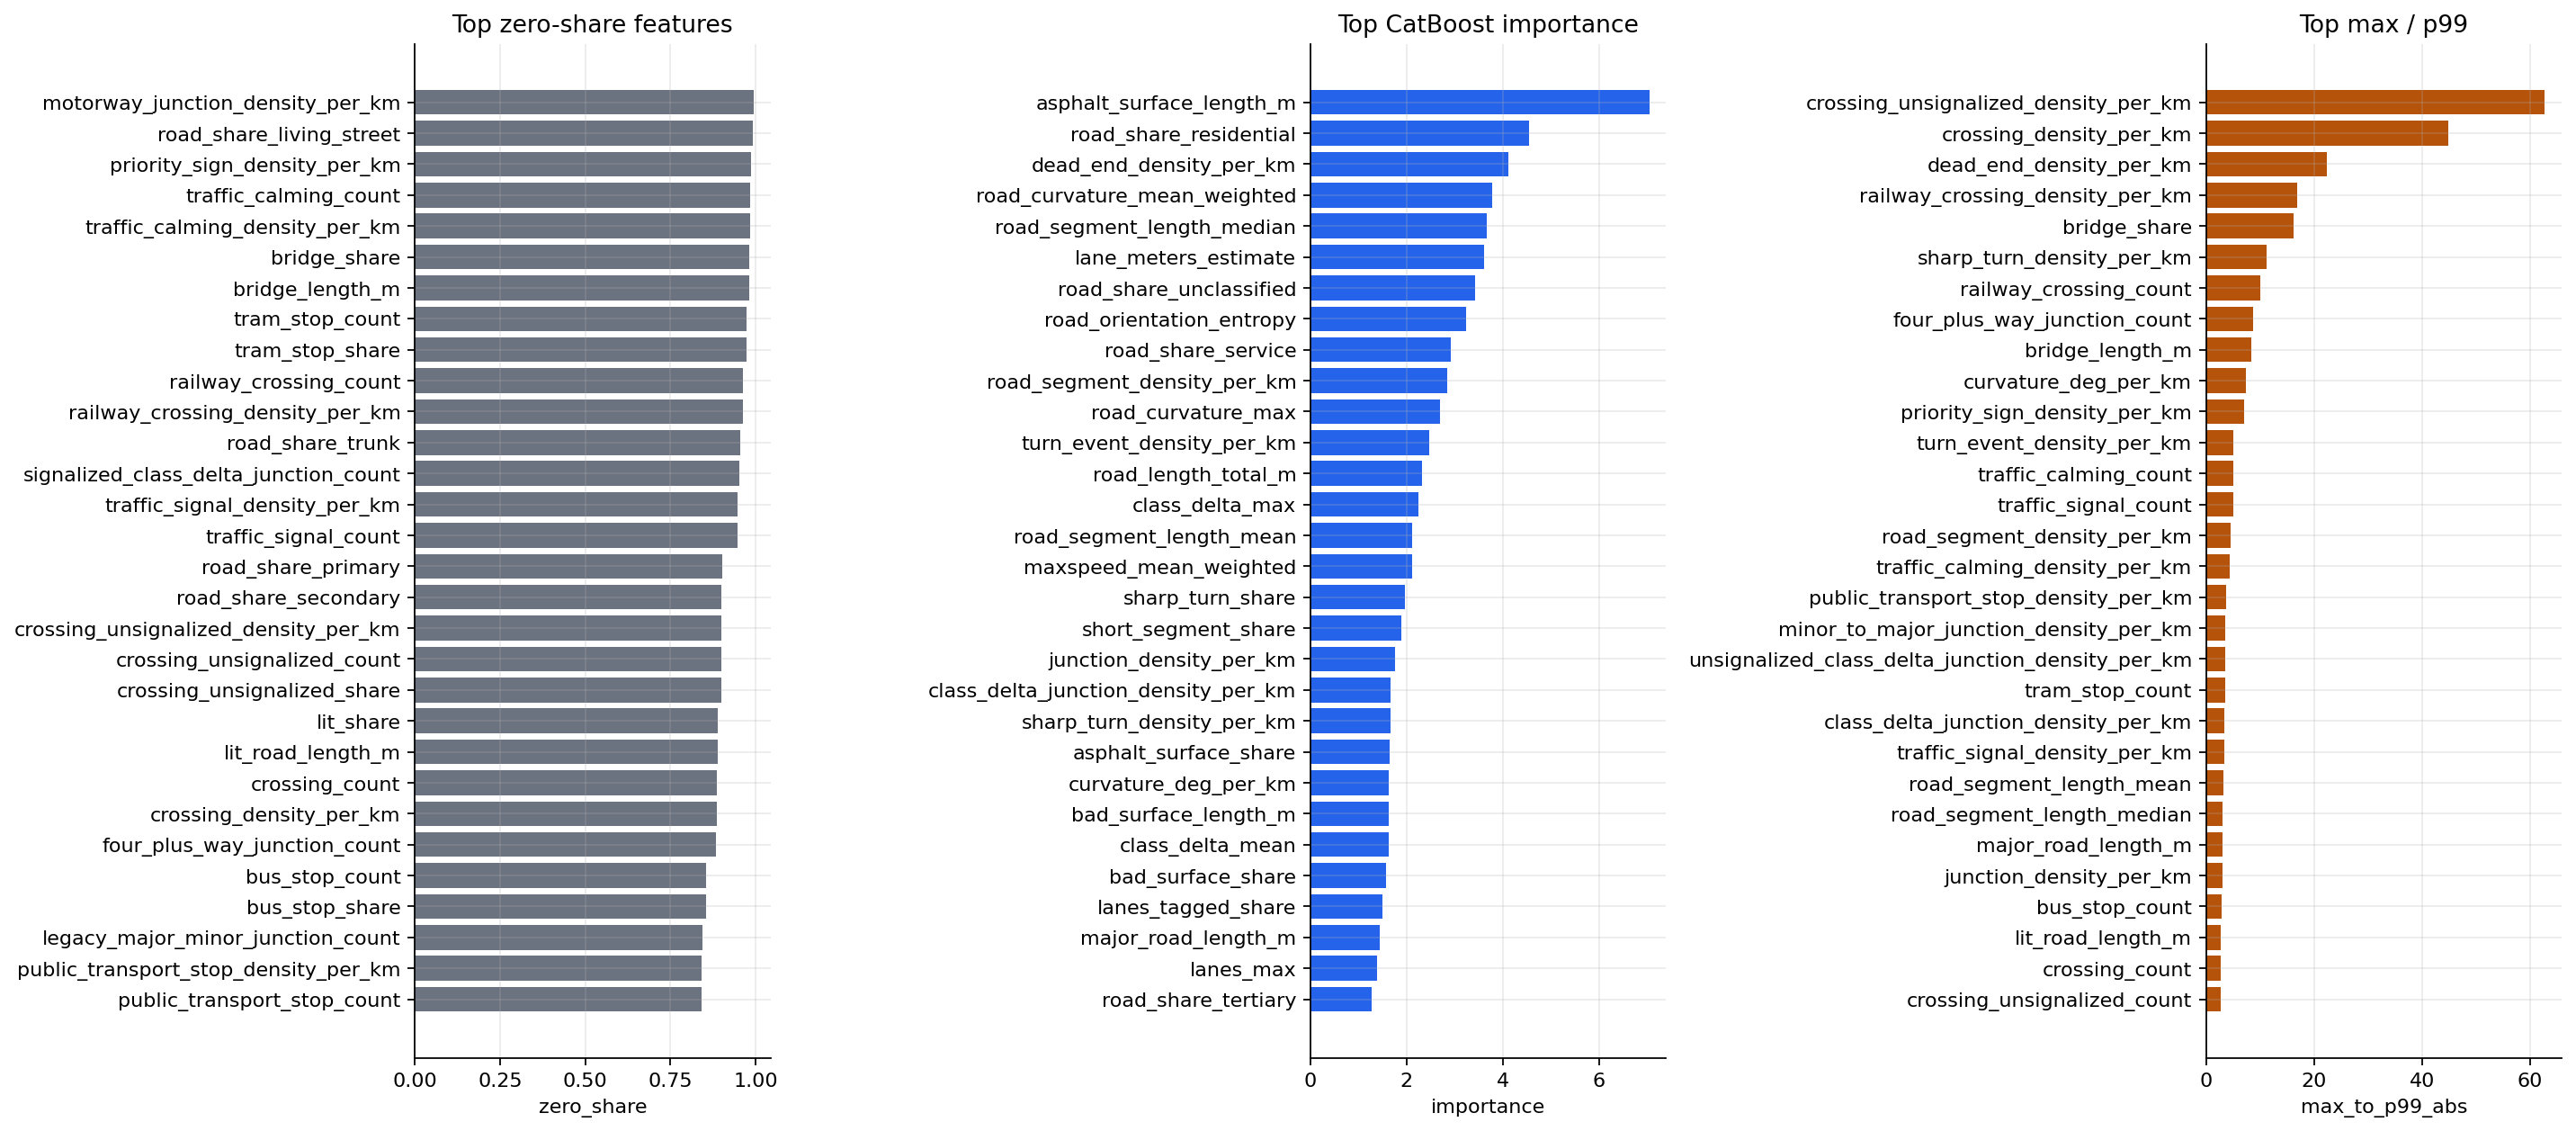 Top zero-share features
motorway_junction_density_per_km
road_share_living_street
priority_sign_density_per_km
traffic_calming_count
traffic_calming_density_per_km
bridge_share
bridge_length_m
tram_stop_count
tram_stop_share
railway_crossing_count
railway_crossing_density_per_km
road_share_trunk
signalized_class_delta_junction_count
traffic_signal_density_per_km
traffic_signal_count
road_share_primary
road_share_secondary
crossing_unsignalized_density_per_km
crossing_unsignalized_count
crossing_unsignalized_share
lit_share
lit_road_length_m
crossing_count
crossing_density_per_km
four_plus_way_junction_count
bus_stop_count
bus_stop_share
legacy_major_minor_junction_count
public_transport_stop_density_per_km
public_transport_stop_count
0.00 0.25 0.50 0.75 1.00
zero_share
Top CatBoost importance
asphalt_surface_length_m
road_share_residential
dead_end_density_per_km
road_curvature_mean_weighted
road_segment_length_median
lane_meters_estimate
road_share_unclassified
road_orientation_entropy
road_share_service
road_segment_density_per_km
road_curvature_max
turn_event_density_per_km
road_length_total_m
class_delta_max
road_segment_length_mean
maxspeed_mean_weighted
sharp_turn_share
short_segment_share
junction_density_per_km
class_delta_junction_density_per_km
sharp_turn_density_per_km
asphalt_surface_share
curvature_deg_per_km
bad_surface_length_m
class_delta_mean
bad_surface_share
lanes_tagged_share
major_road_length_m
lanes_max
road_share_tertiary
0 2 4 6
importance
Top max / p99
crossing_unsignalized_density_per_km
crossing_density_per_km
dead_end_density_per_km
railway_crossing_density_per_km
bridge_share
sharp_turn_density_per_km
railway_crossing_count
four_plus_way_junction_count
bridge_length_m
curvature_deg_per_km
priority_sign_density_per_km
turn_event_density_per_km
traffic_calming_count
traffic_signal_count
road_segment_density_per_km
traffic_calming_density_per_km
public_transport_stop_density_per_km
minor_to_major_junction_density_per_km
unsignalized_class_delta_junction_density_per_km
tram_stop_count
class_delta_junction_density_per_km
traffic_signal_density_per_km
road_segment_length_mean
road_segment_length_median
major_road_length_m
junction_density_per_km
bus_stop_count
lit_road_length_m
crossing_count
crossing_unsignalized_count
0 20 40 60
max_to_p99_abs